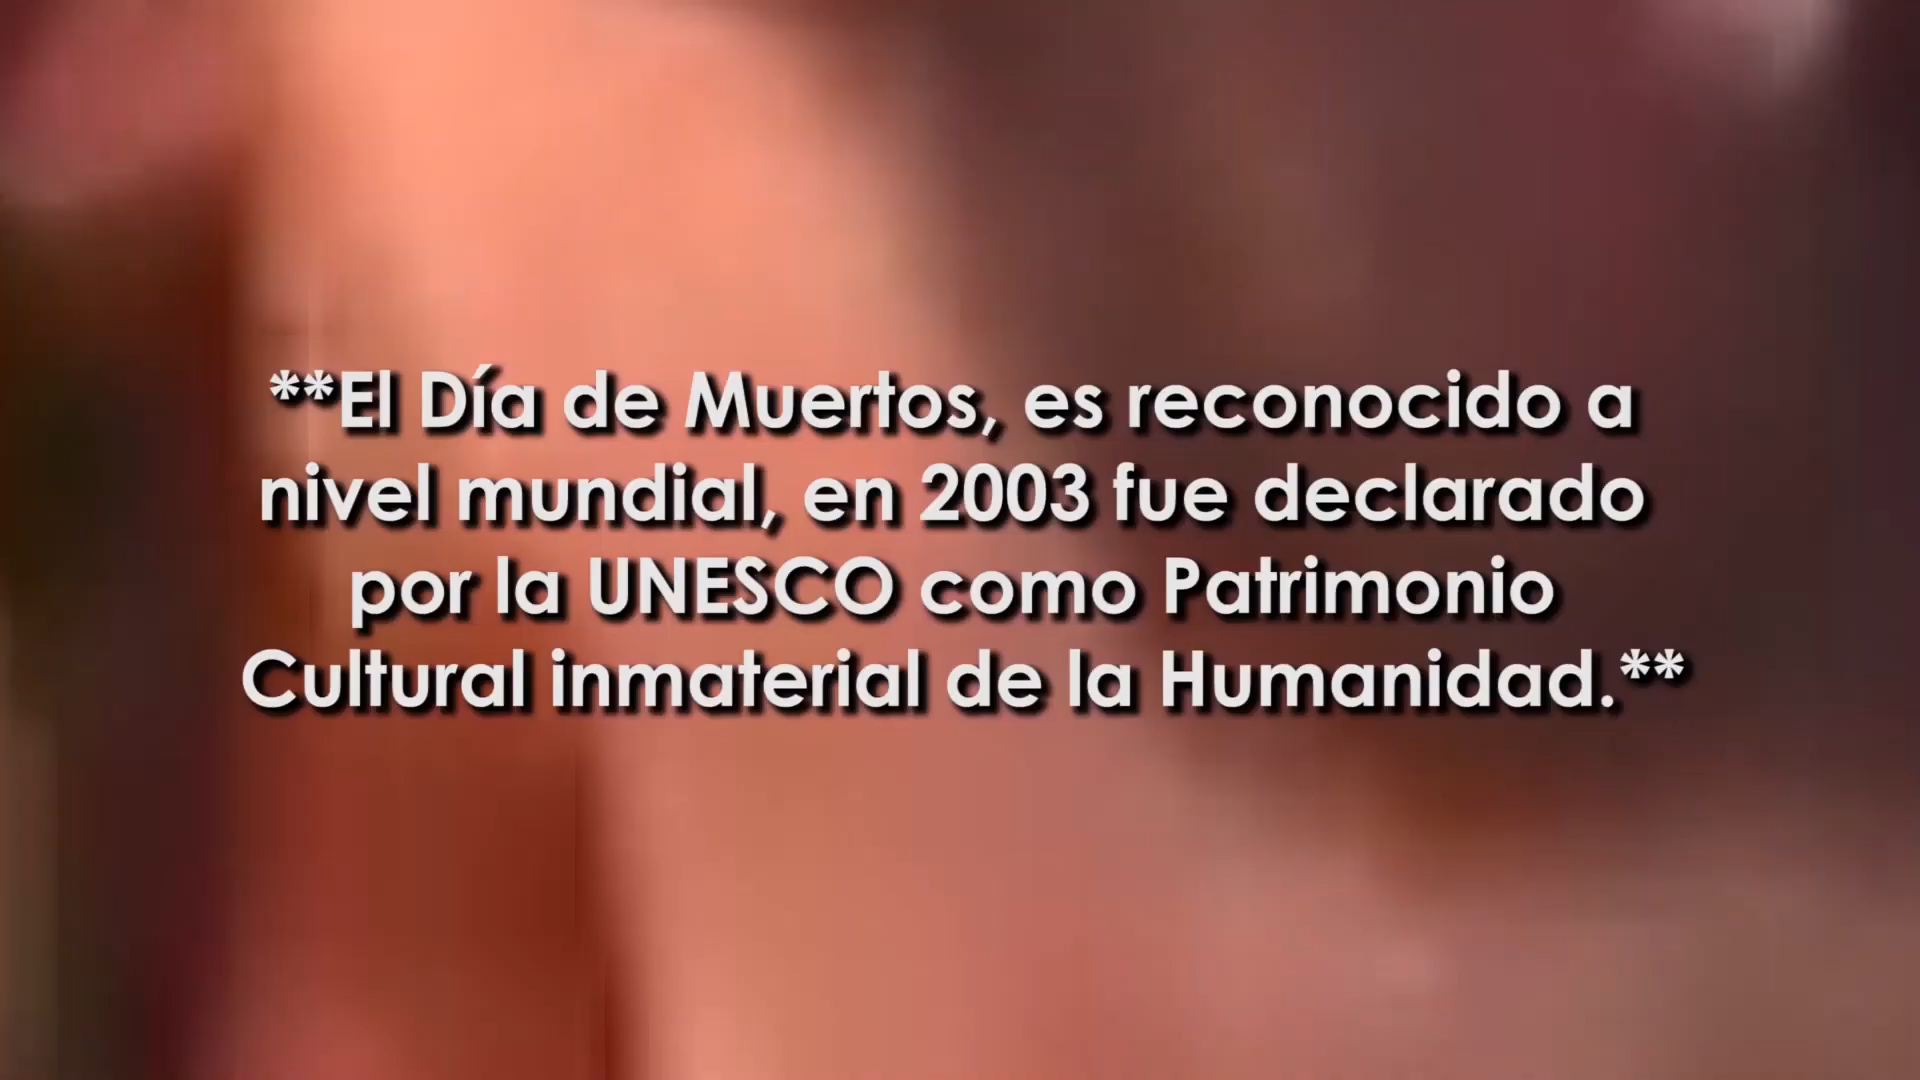 **El Día de Muertos, es reconocido a
nivel mundial, en 2003 fue declarado
por la UNESCO como Patrimonio
Cultural inmaterial de la Humanidad.**